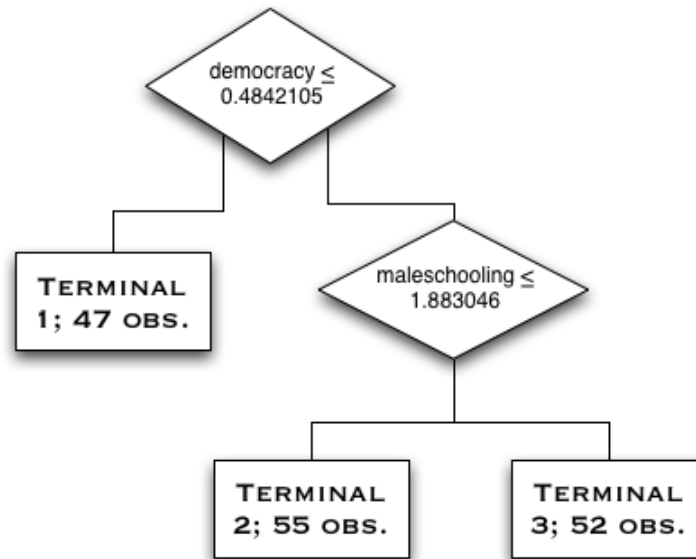 democracy ≤
0.4842105
maleschooling ≤
1.883046
TERMINAL
1; 47 OBS.
TERMINAL
2; 55 OBS.
TERMINAL
3; 52 OBS.